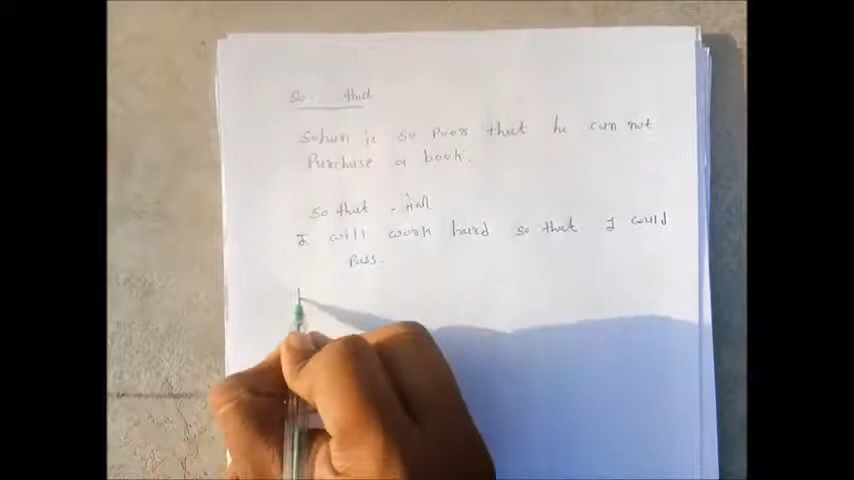 so that
Sohan is so Poor that he can not
Purchase a book.
so that -
I will work hard so that I could
Pass.